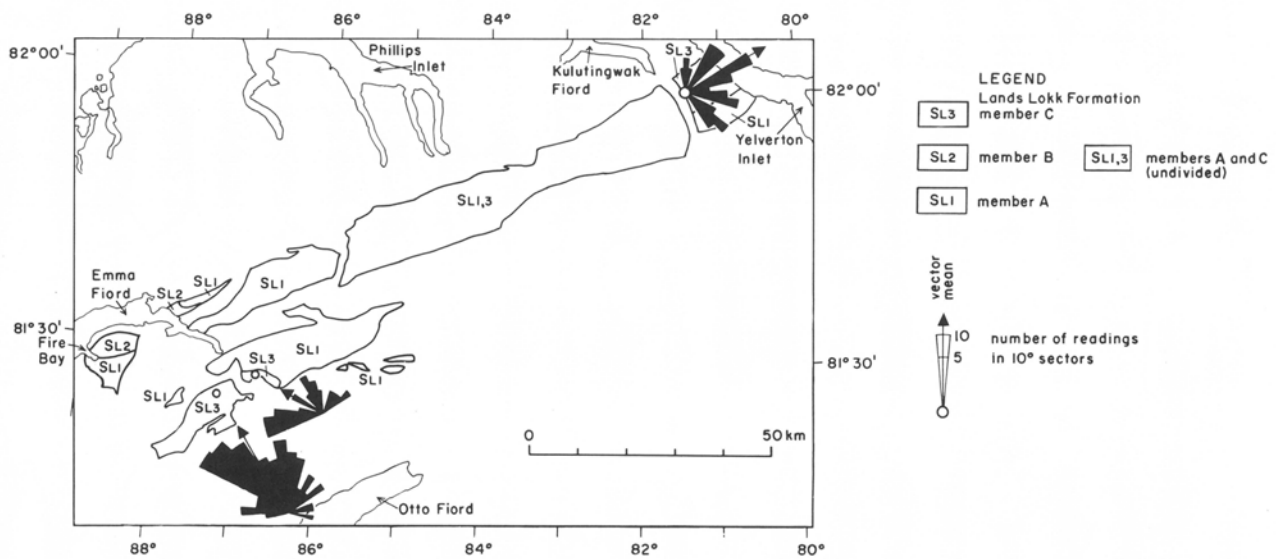 88° 86° 84° 82° 80°
82°00'
Phillips
Inlet
Kulutingwak
Fiord
SL3
82°00'
SL1
Yelverton
Inlet
SL1,3
Emma
Fiord
SL1
SL2
SL1
81°30'
Fire
Bay
SL2
SL1
SL1
SL3
SL1
81°30'
SL1
SL3
0 50 km
Otto Fiord
88° 86° 84° 82° 80°
LEGEND
Lands Lokk Formation
SL3 member C
SL2 member B
SL1,3 members A and C
(undivided)
SL1 member A
vector
mean
10
5
number of readings
in 10° sectors